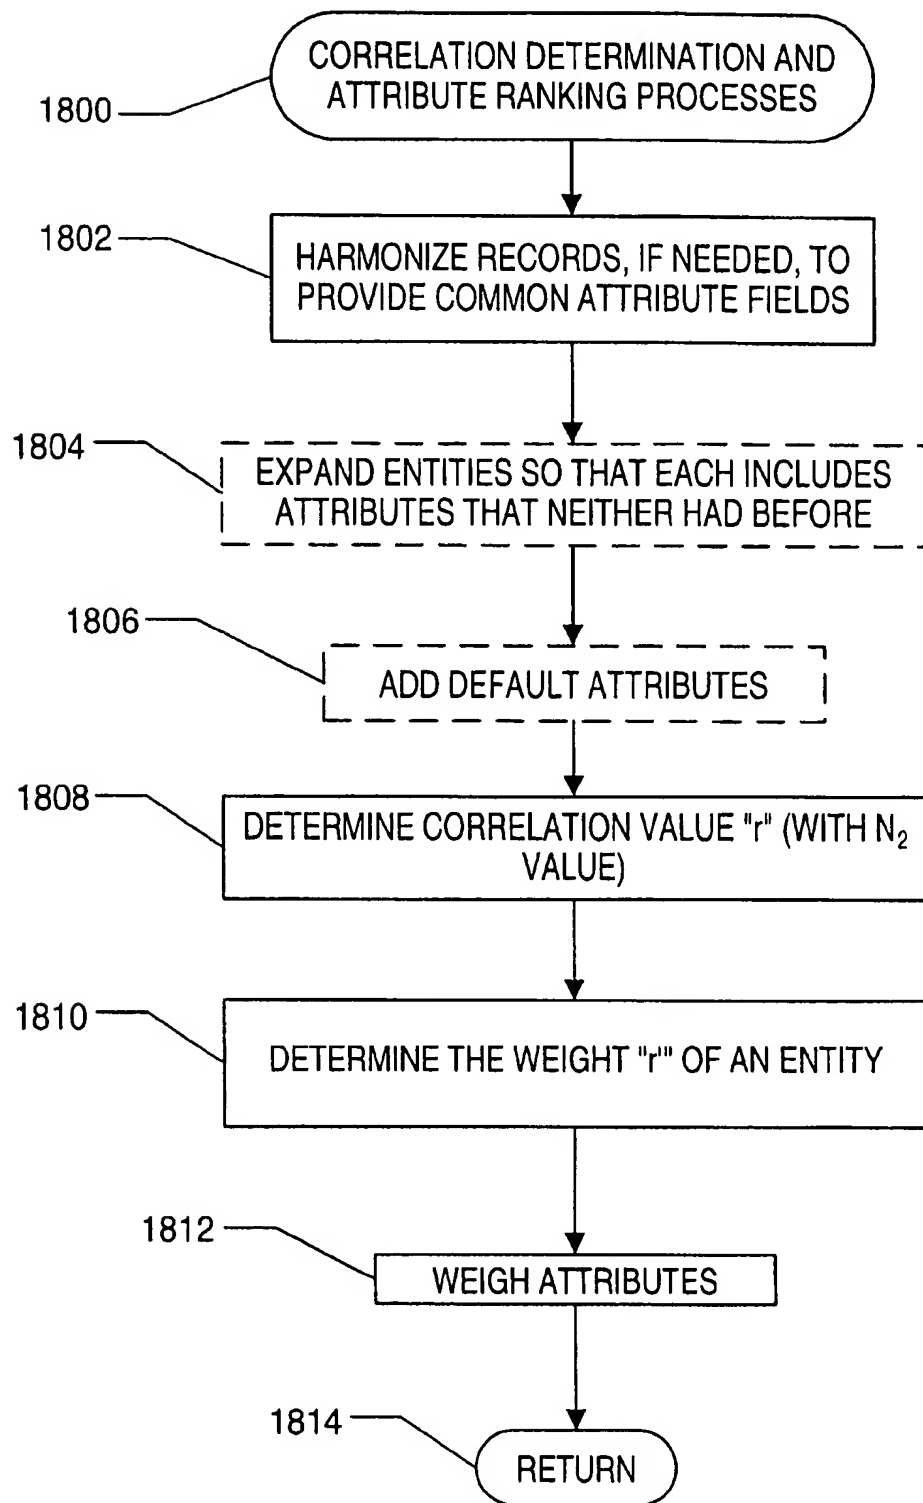 CORRELATION DETERMINATION AND
ATTRIBUTE RANKING PROCESSES
1800
1802
HARMONIZE RECORDS, IF NEEDED, TO
PROVIDE COMMON ATTRIBUTE FIELDS
1804
EXPAND ENTITIES SO THAT EACH INCLUDES
ATTRIBUTES THAT NEITHER HAD BEFORE
1806
ADD DEFAULT ATTRIBUTES
1808
DETERMINE CORRELATION VALUE "r" (WITH N₂
VALUE)
1810
DETERMINE THE WEIGHT "r'" OF AN ENTITY
1812
WEIGH ATTRIBUTES
1814
RETURN